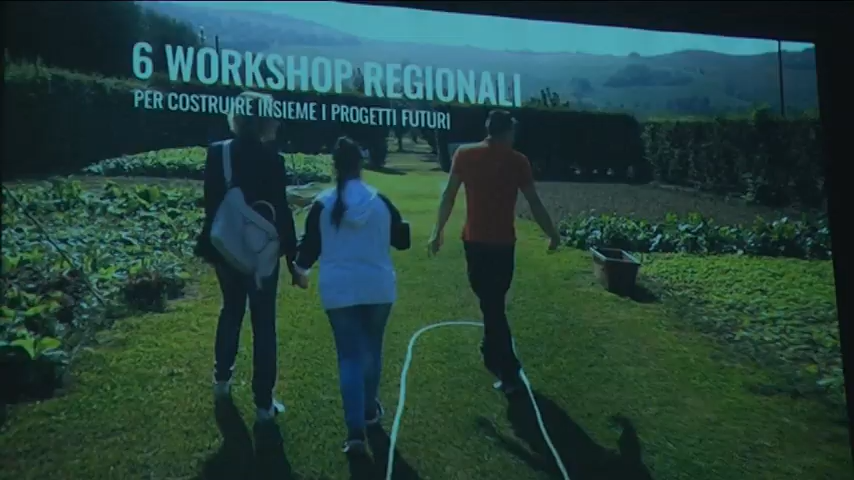 6 WORKSHOP REGIONALI
PER COSTRUIRE INSIEME I PROGETTI FUTURI